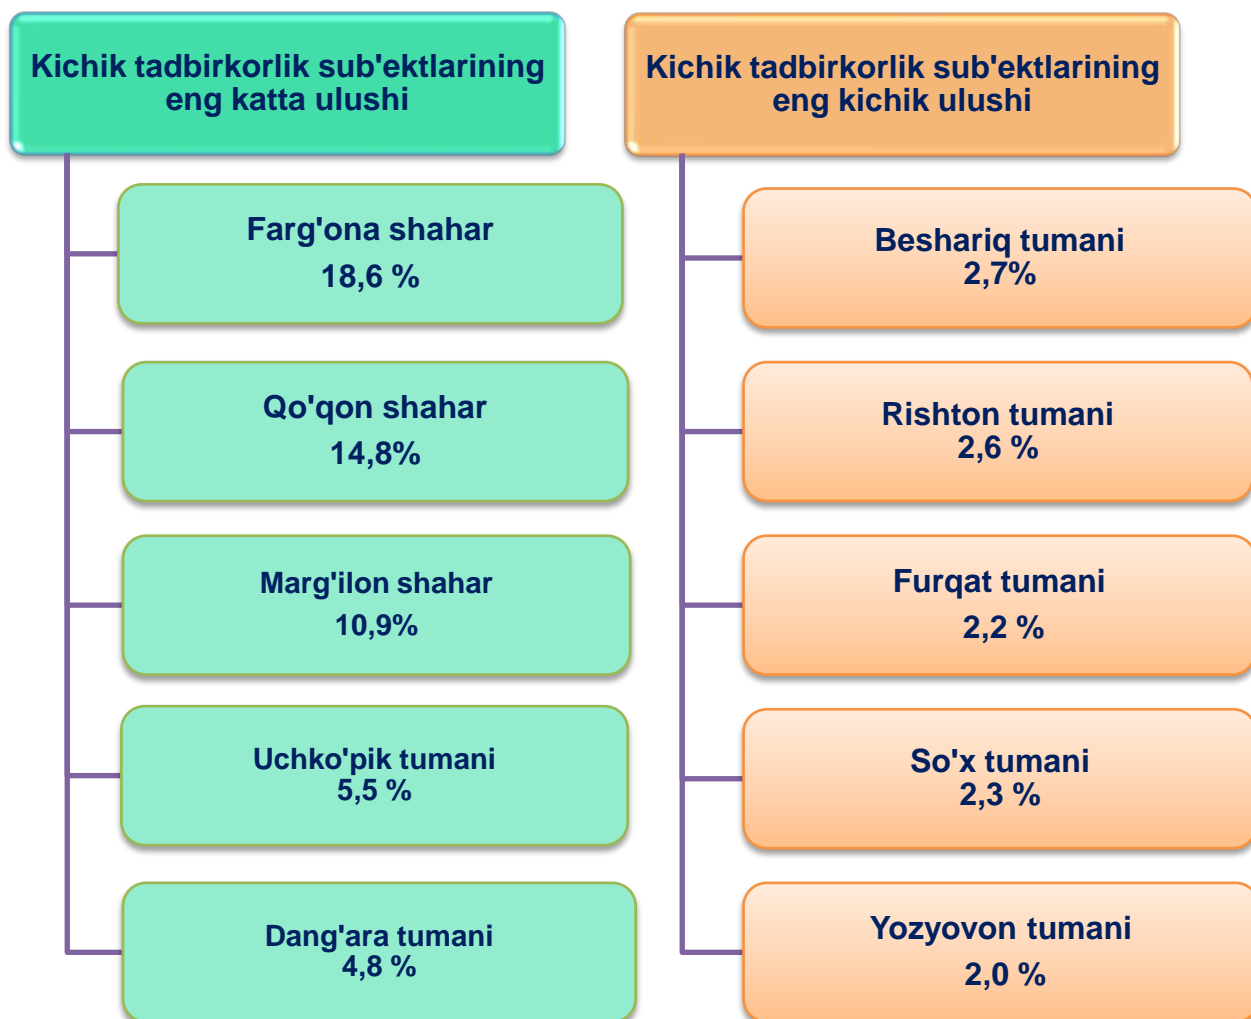 Kichik tadbirkorlik sub'ektlarining
eng katta ulushi
Farg'ona shahar
18,6 %
Qo'qon shahar
14,8%
Marg'ilon shahar
10,9%
Uchko'pik tumani
5,5 %
Dang'ara tumani
4,8 %
Kichik tadbirkorlik sub'ektlarining
eng kichik ulushi
Beshariq tumani
2,7%
Rishton tumani
2,6 %
Furqat tumani
2,2 %
So'x tumani
2,3 %
Yozyovon tumani
2,0 %